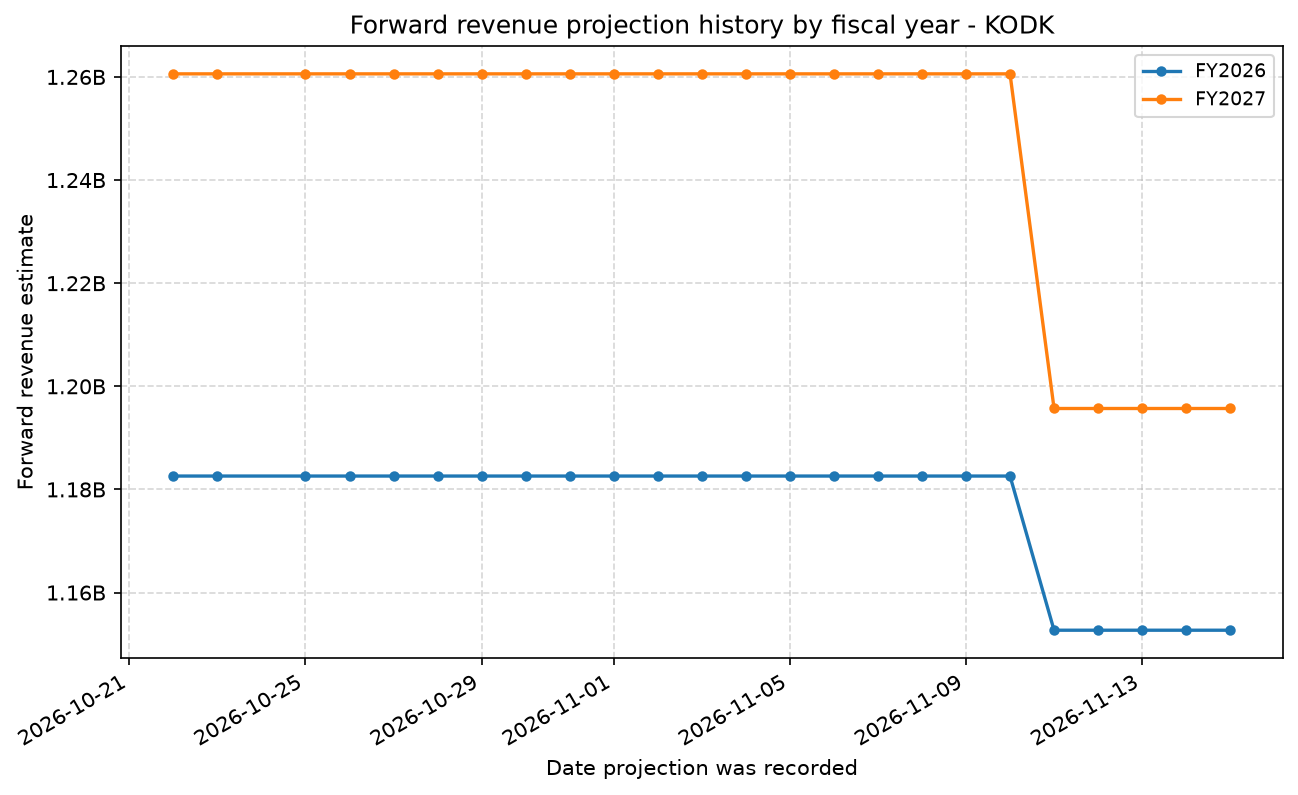 Forward revenue projection history by fiscal year - KODK
FY2026
FY2027
1.26B
1.24B
1.22B
1.20B
1.18B
1.16B
Forward revenue estimate
2026-10-21
2026-10-25
2026-10-29
2026-11-01
2026-11-05
2026-11-09
2026-11-13
Date projection was recorded